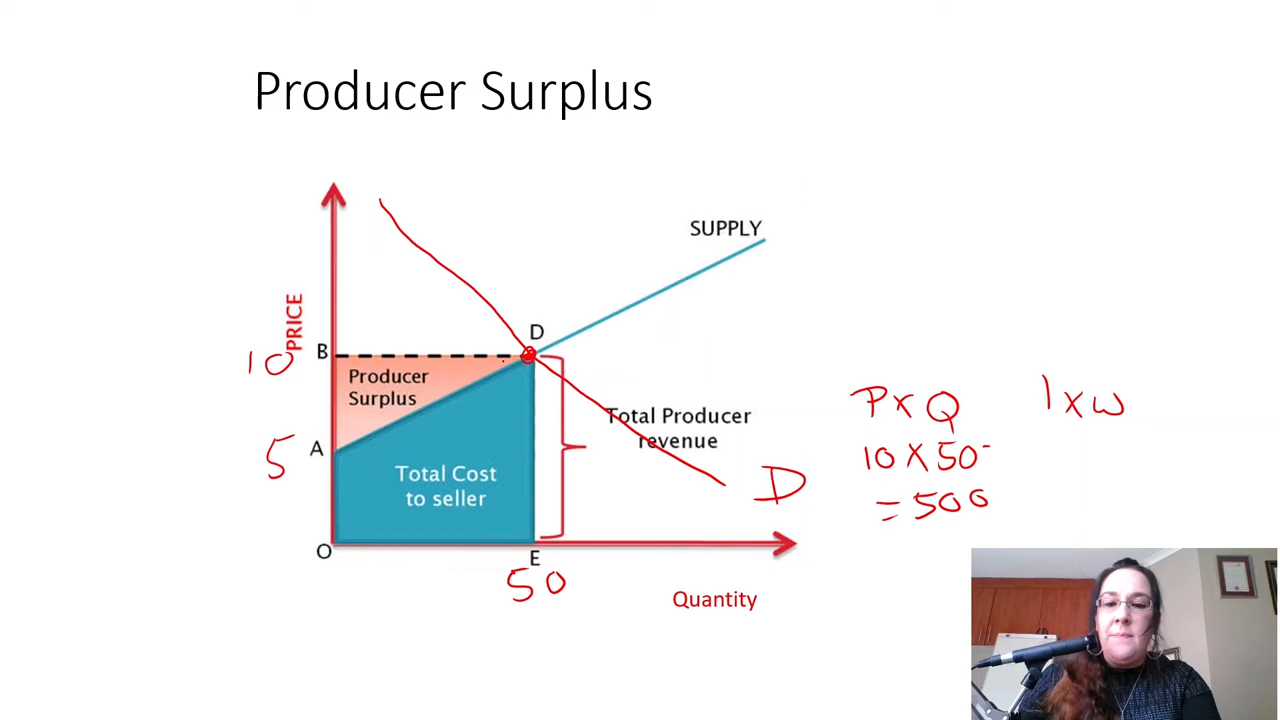 Producer Surplus
SUPPLY
PRICE
D
10 B
Producer
Surplus
5 A
Total Cost
to seller
Total Producer
revenue
D
O
E
50
Quantity
P x Q
10 x 50
= 500
l x w